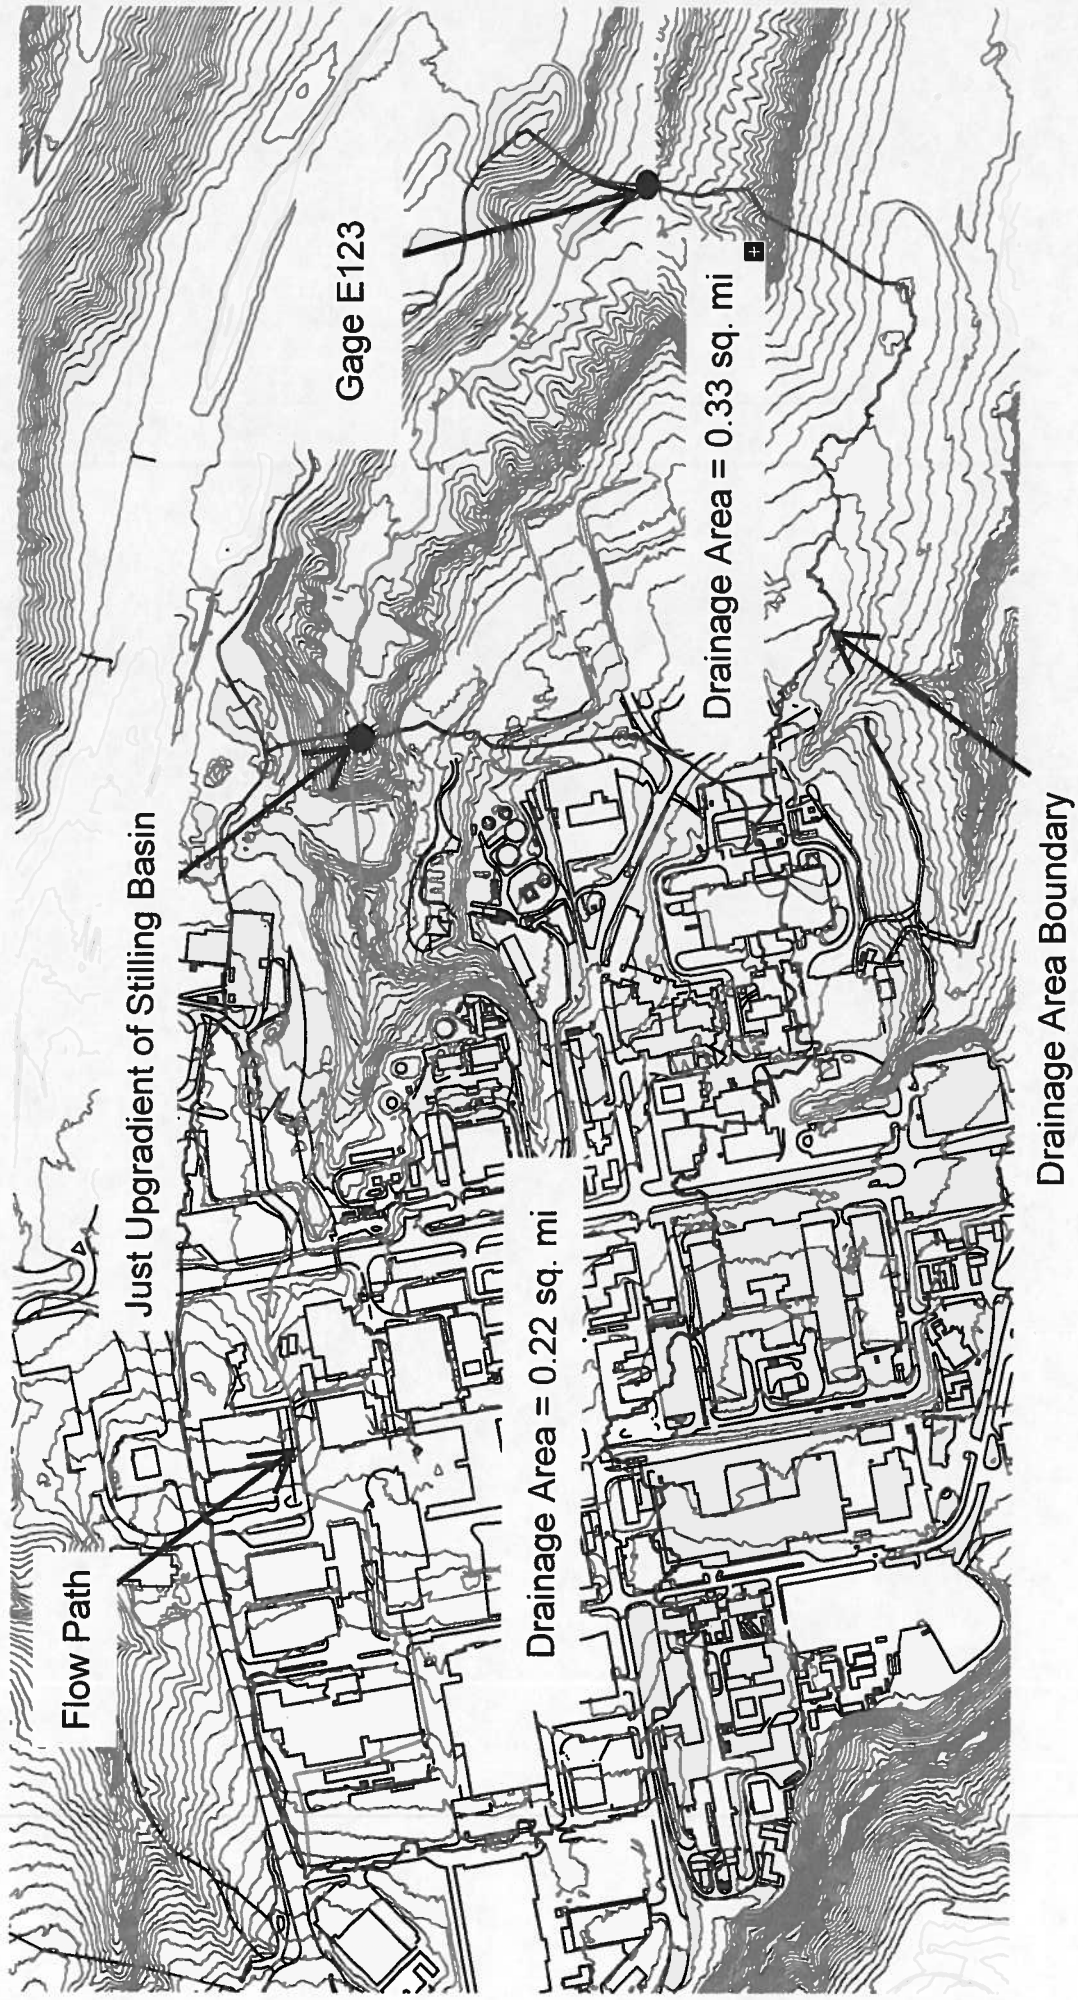 Flow Path
Just Upgradient of Stilling Basin
Gage E123
Drainage Area = 0.22 sq. mi
Drainage Area = 0.33 sq. mi
Drainage Area Boundary